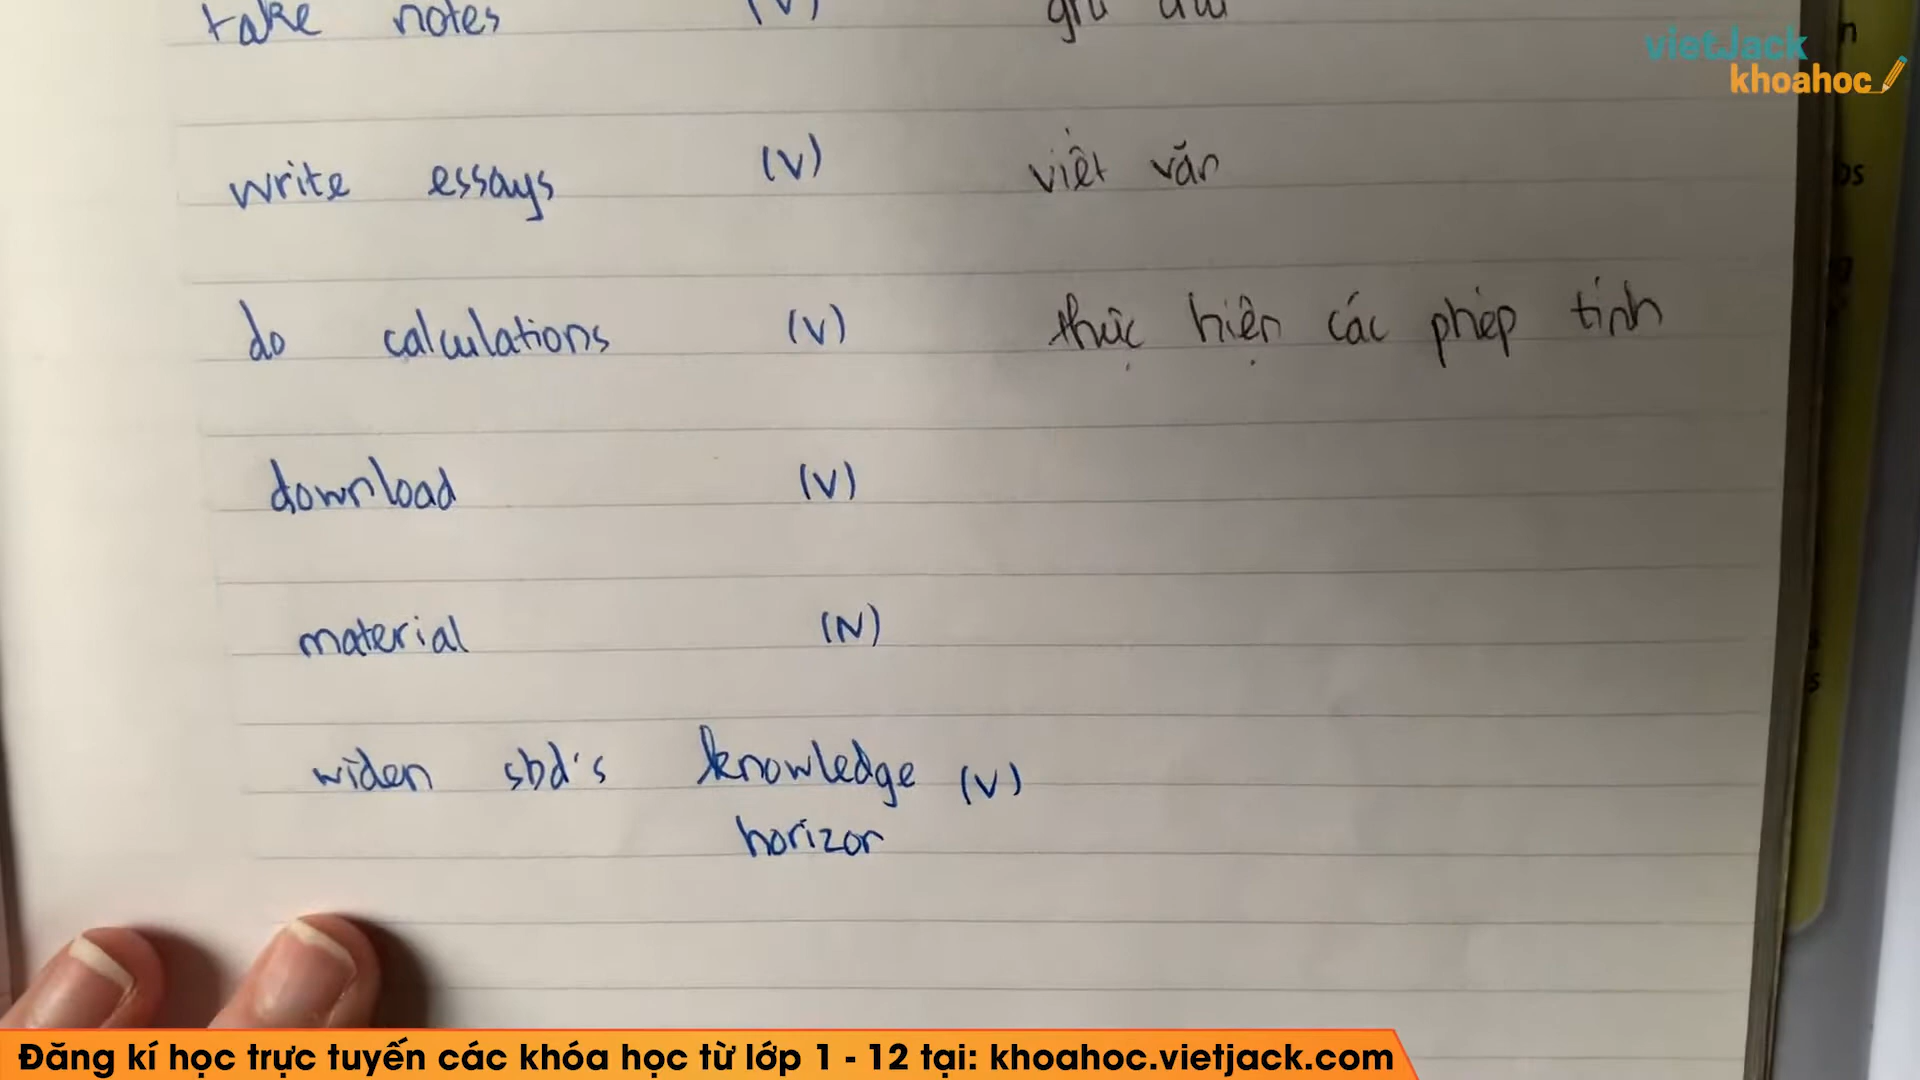 take notes (V)
vietJack
khoahoc
write essays (V) viết văn
do calculations (V) thực hiện các phép tính
download (V)
material (N)
widen sbd's knowledge (V)
horizon
Đăng kí học trực tuyến các khóa học từ lớp 1 - 12 tại: khoahoc.vietjack.com